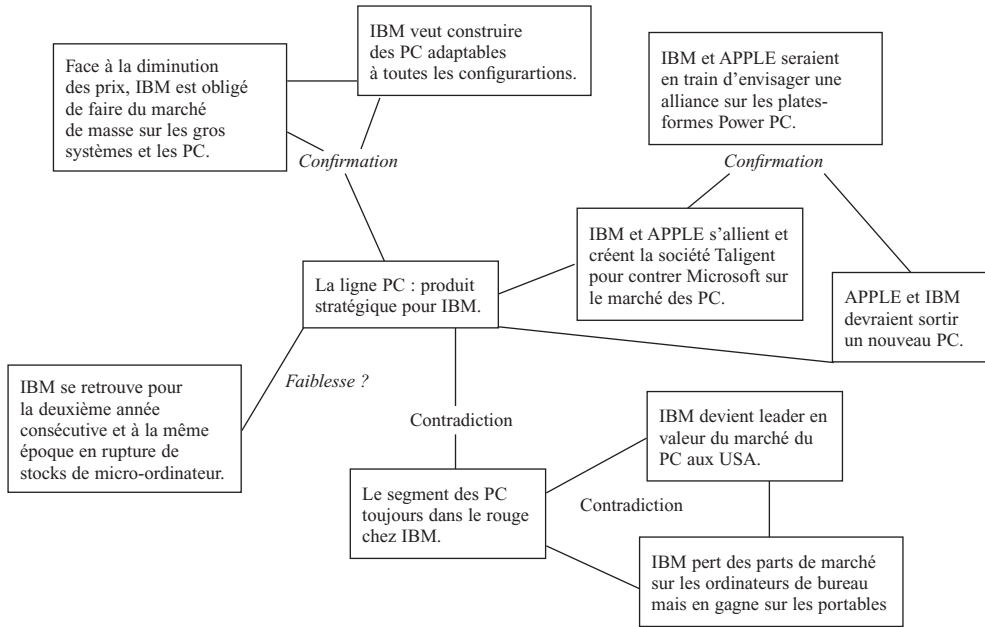 IBM veut construire
des PC adaptables
à toutes les configurartions.
Face à la diminution
des prix, IBM est obligé
de faire du marché
de masse sur les gros
systèmes et les PC.
IBM et APPLE seraient
en train d’envisager une
alliance sur les plates-
formes Power PC.
Confirmation
Confirmation
IBM et APPLE s’allient et
créent la société Taligent
pour contrer Microsoft sur
le marché des PC.
La ligne PC : produit
stratégique pour IBM.
APPLE et IBM
devraient sortir
un nouveau PC.
IBM se retrouve pour
la deuxième année
consécutive et à la même
époque en rupture de
stocks de micro-ordinateur.
Faiblesse ?
Contradiction
IBM devient leader en
valeur du marché du
PC aux USA.
Le segment des PC
toujours dans le rouge
chez IBM.
Contradiction
IBM pert des parts de marché
sur les ordinateurs de bureau
mais en gagne sur les portables